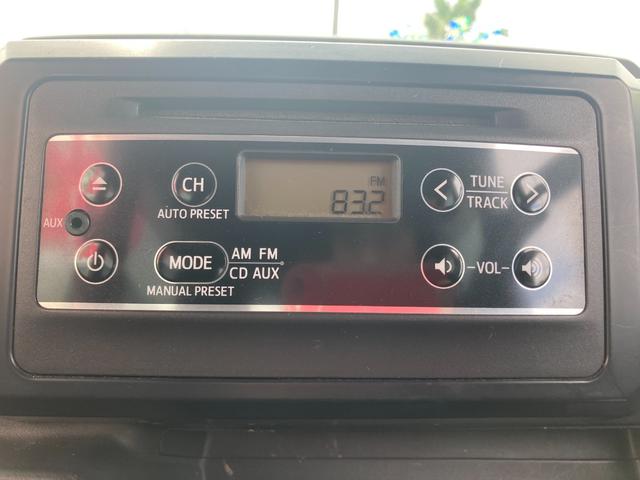 CH
AUTO PRESET
AUX
FM
83.2
TUNE
TRACK
MODE
AM FM
CD AUX
MANUAL PRESET
VOL